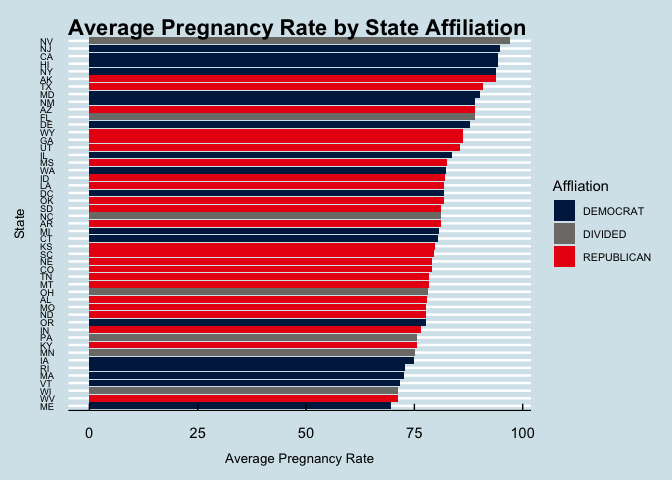 Average Pregnancy Rate by State Affiliation
NV
NJ
CA
HI
NY
AK
TX
MD
NM
AZ
FL
DE
WY
GA
UT
IL
MS
WA
ID
LA
DC
OK
SD
NC
AR
MI
CT
KS
SC
NE
CO
TN
MT
OH
AL
MO
ND
OR
IN
PA
KY
MN
IA
RI
MA
VT
WI
WV
ME
State
0 25 50 75 100
Average Pregnancy Rate
Affliation
DEMOCRAT
DIVIDED
REPUBLICAN